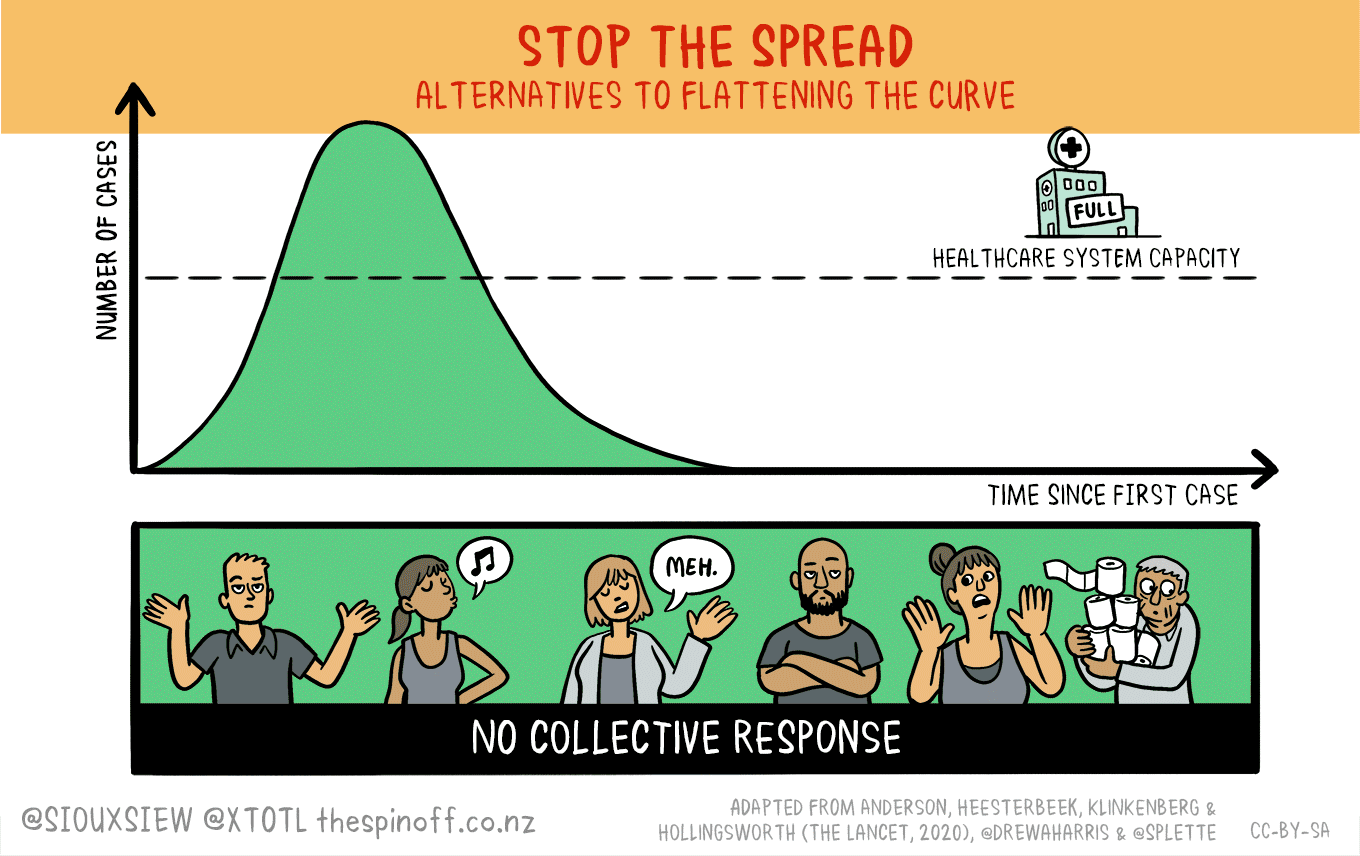 STOP THE SPREAD
ALTERNATIVES TO FLATTENING THE CURVE
NUMBER OF CASES
FULL
HEALTHCARE SYSTEM CAPACITY
TIME SINCE FIRST CASE
MEH.
NO COLLECTIVE RESPONSE
@SIOUXSIEW @XTOTL thespinoff.co.nz
ADAPTED FROM ANDERSON, HEESTERBEEK, KLINKENBERG &
HOLLINGSWORTH (THE LANCET, 2020), @DREWAHARRIS & @SPLETTE
CC-BY-SA